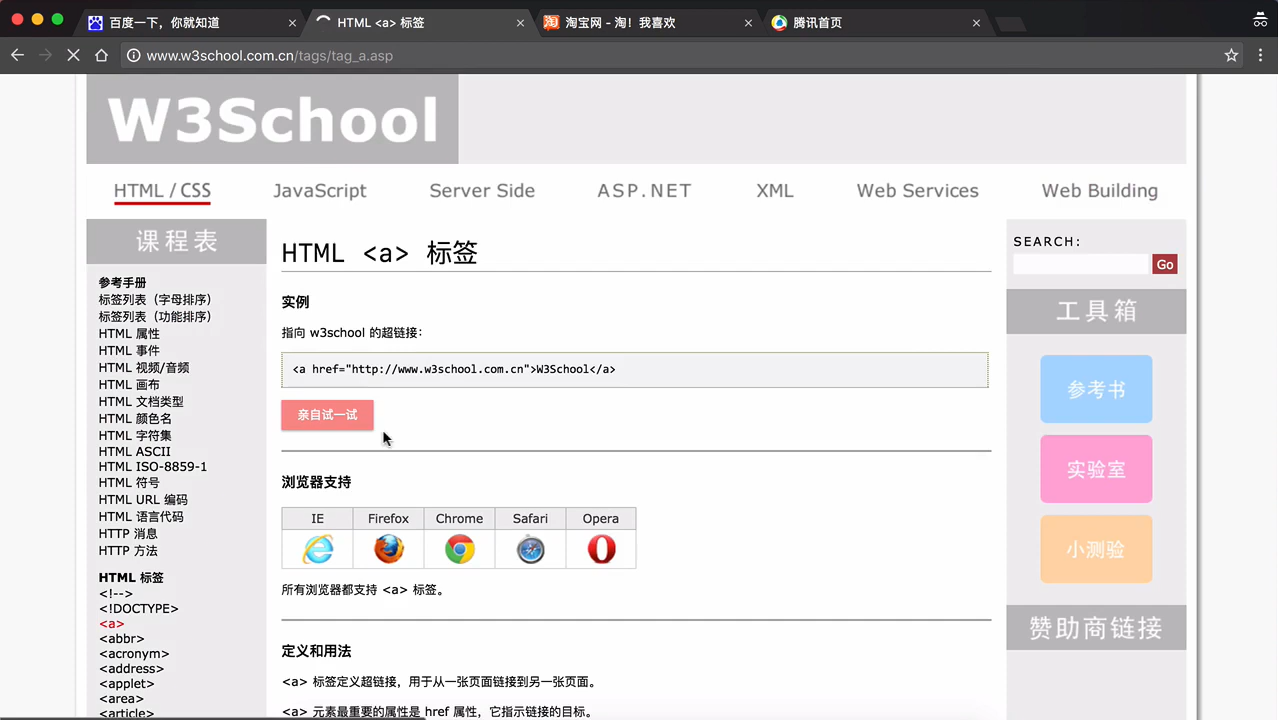 百度一下，你就知道
HTML <a> 标签
淘宝网 - 淘！我喜欢
腾讯首页
www.w3school.com.cn/tags/tag_a.asp
W3School
HTML / CSS
JavaScript
Server Side
ASP.NET
XML
Web Services
Web Building
课程表
参考手册
标签列表（字母排序）
标签列表（功能排序）
HTML 属性
HTML 事件
HTML 视频/音频
HTML 画布
HTML 文档类型
HTML 颜色名
HTML 字符集
HTML ASCII
HTML ISO-8859-1
HTML 符号
HTML URL 编码
HTML 语言代码
HTTP 消息
HTTP 方法
HTML 标签
<!-->
<!DOCTYPE>
<a>
<abbr>
<acronym>
<address>
<applet>
<area>
<article>
HTML <a> 标签
实例
指向 w3school 的超链接：
<a href="http://www.w3school.com.cn">W3School</a>
亲自试一试
浏览器支持
IE
Firefox
Chrome
Safari
Opera
所有浏览器都支持 <a> 标签。
定义和用法
<a> 标签定义超链接，用于从一张页面链接到另一张页面。
<a> 元素最重要的属性是 href 属性，它指示链接的目标。
SEARCH:
Go
工具箱
参考书
实验室
小测验
赞助商链接